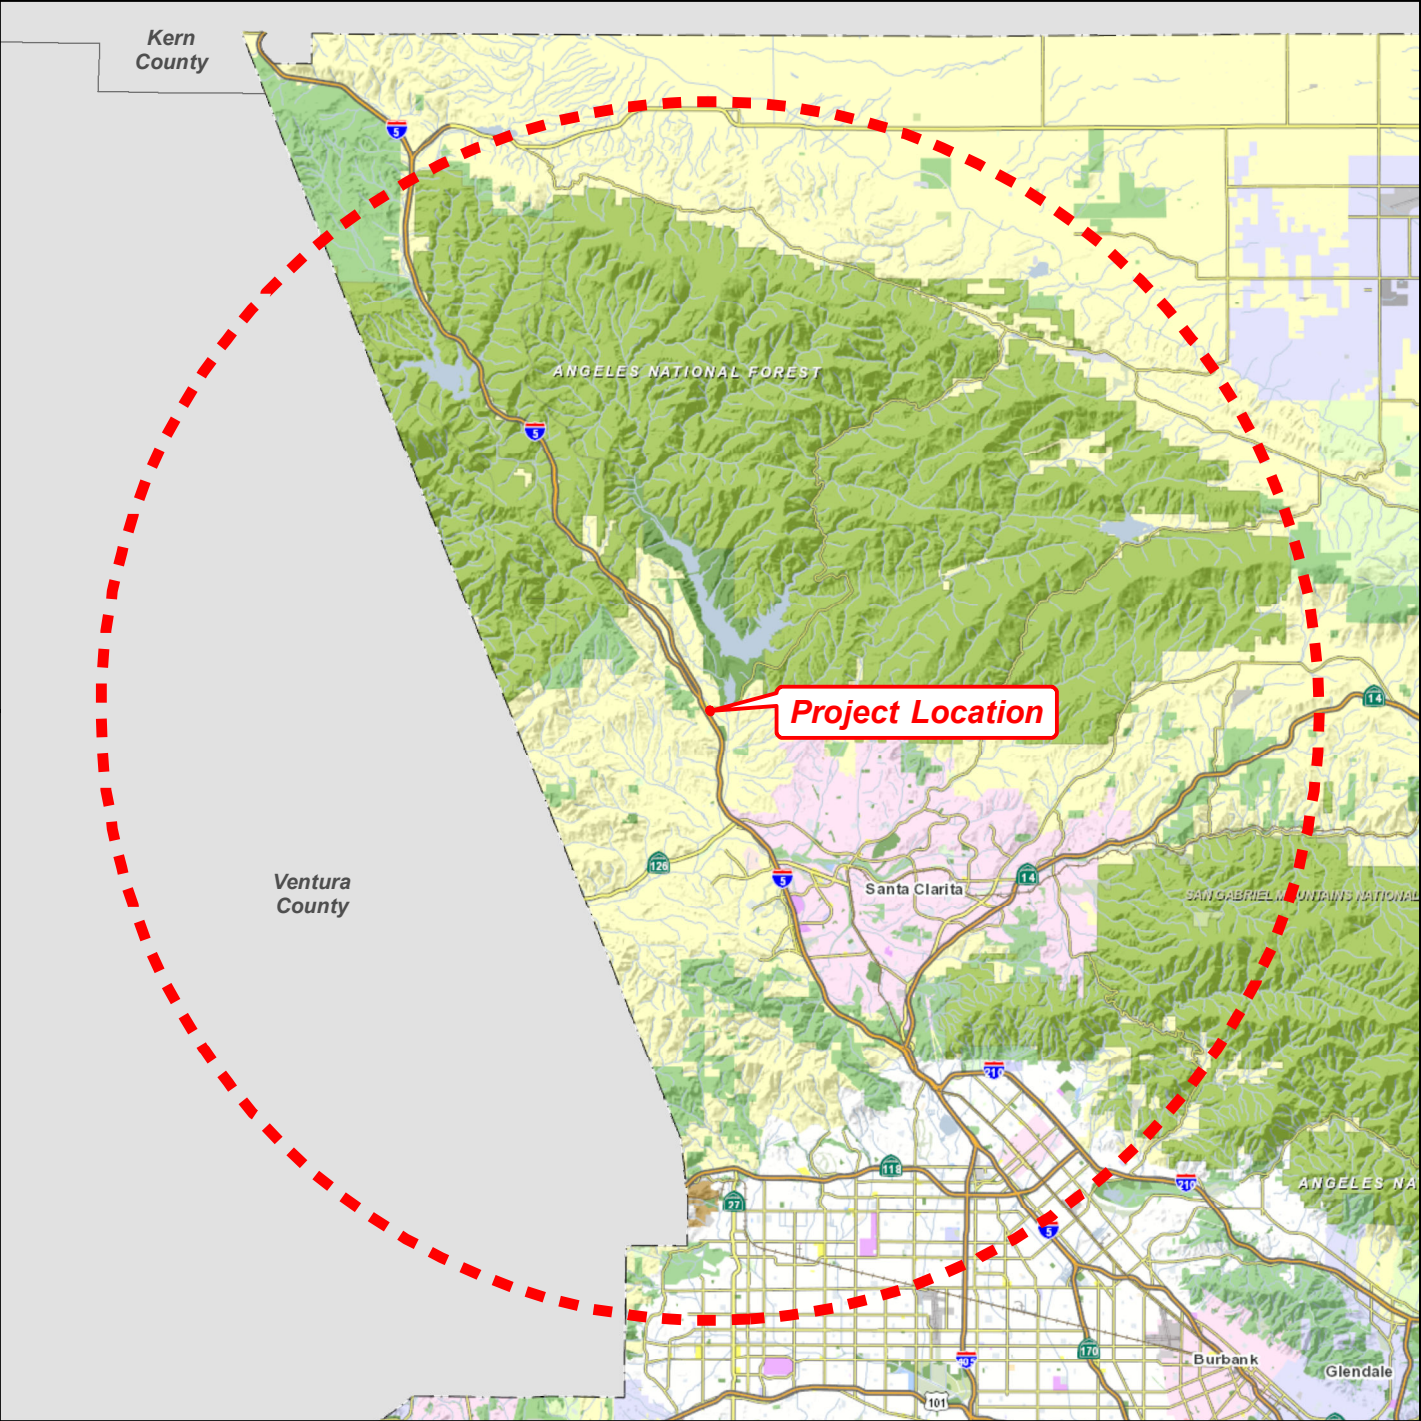 Kern
County
5
ANGELES NATIONAL FOREST
5
Project Location
14
126
5
Santa Clarita
14
SAN GABRIEL MOUNTAINS NATIONAL
Ventura
County
210
118
210
ANGELES NA
27
5
405
170
Burbank
Glendale
101